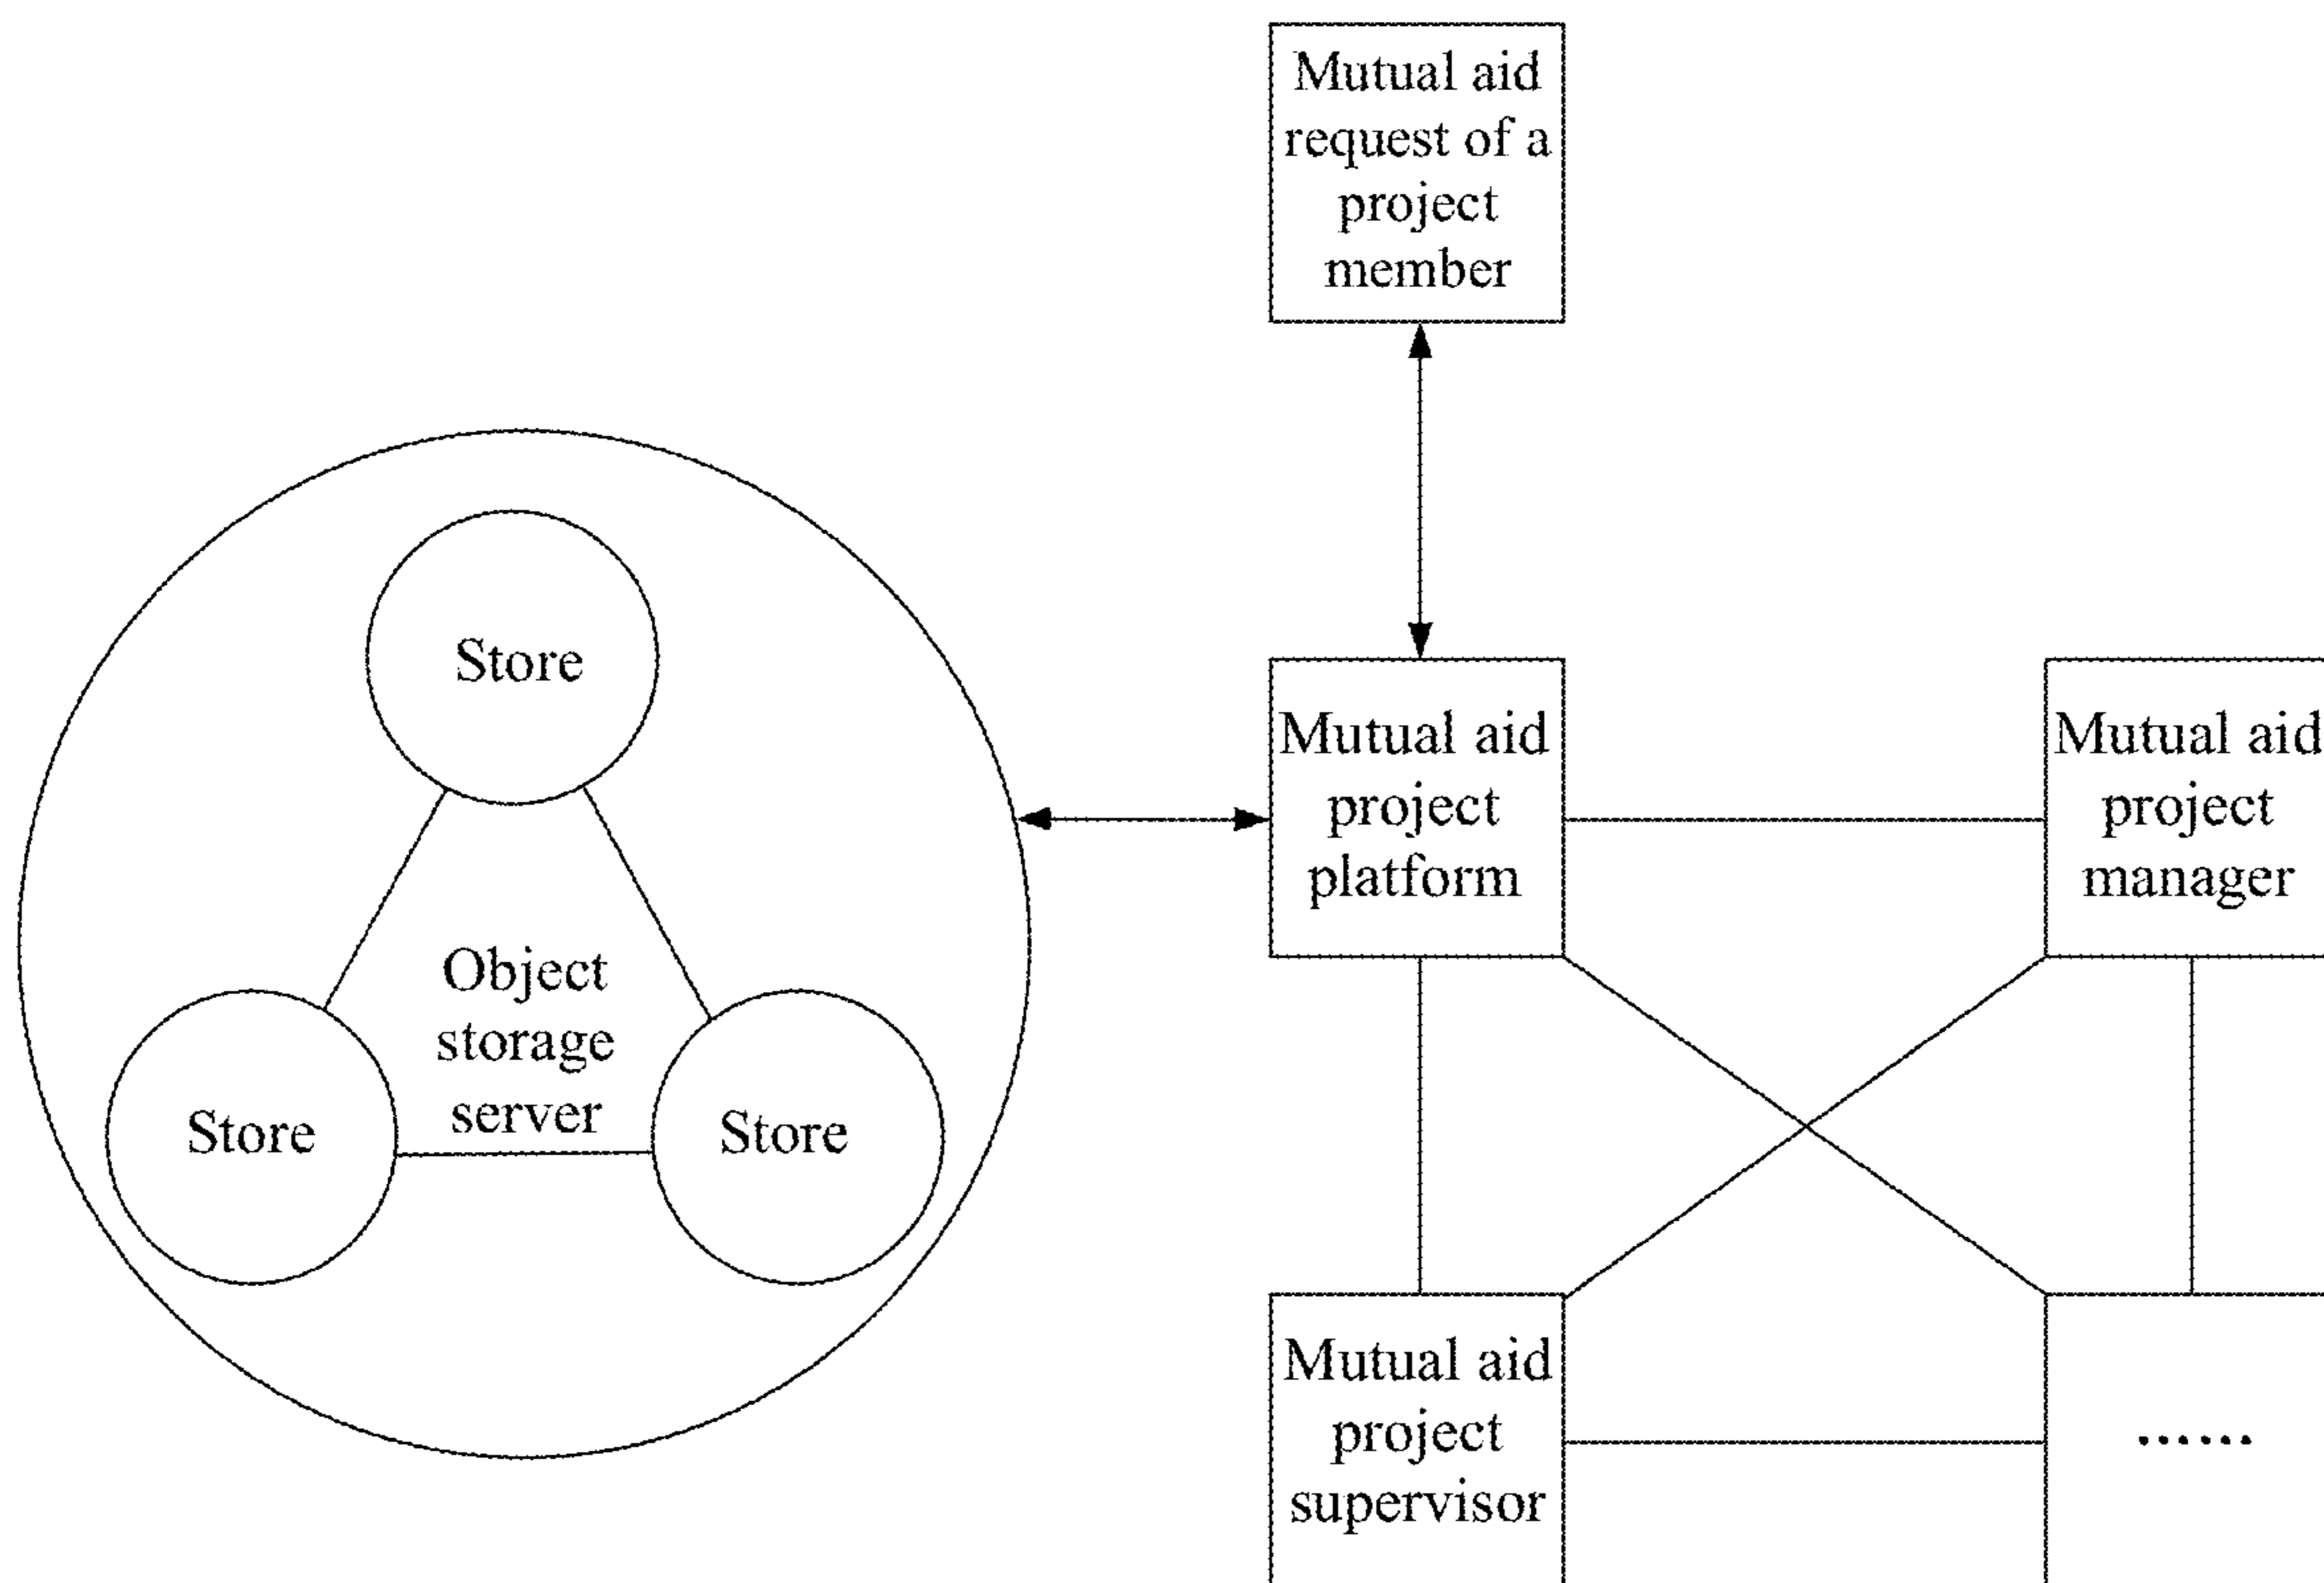 Mutual aid
request of a
project
member
Store
Object
storage
server
Store
Store
Mutual aid
project
platform
Mutual aid
project
manager
Mutual aid
project
supervisor
......